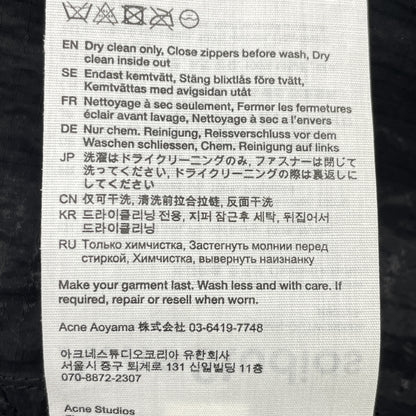 EN Dry clean only, Close zippers before wash, Dry
clean inside out
SE Endast kemtvätt, Stäng blixtlås före tvätt,
Kemtvättas med avigsidan utåt
FR Nettoyage à sec seulement, Fermer les fermetures
éclair avant lavage, Nettoyage à sec a l'envers
DE Nur chem. Reinigung, Reissverschluss vor dem
Waschen schliessen, Chem. Reinigung auf links
JP 洗濯はドライクリーニングのみ, ファスナーは閉じて
洗ってください, ドライクリーニングの際は裏返しに
してください
CN 仅可干洗, 清洗前拉合拉链, 反面干洗
KR 드라이클리닝 전용, 지퍼 잠근후 세탁, 뒤집어서
드라이클리닝
RU Только химчистка, Застегнуть молнии перед
стиркой, Химчистка, вывернуть наизнанку
Make your garment last. Wash less and with care. If
required, repair or resell when worn.
Acne Aoyama 株式会社 03-6419-7748
아크네스튜디오코리아 유한회사
서울시 중구 퇴계로 131 신일빌딩 11층
070-8872-2307
Acne Studios